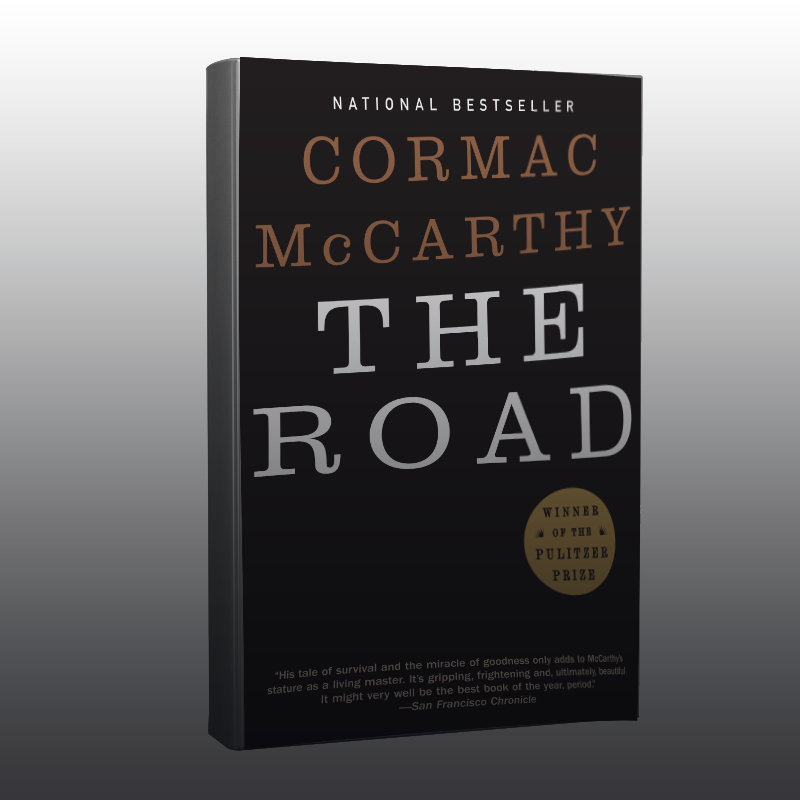 NATIONAL BESTSELLER
CORMAC
McCARTHY
THE
ROAD
WINNER
OF THE
PULITZER
PRIZE
"His tale of survival and the miracle of goodness only adds to McCarthy's
stature as a living master. It's gripping, frightening and, ultimately, beautiful.
It might very well be the best book of the year, period."
—San Francisco Chronicle